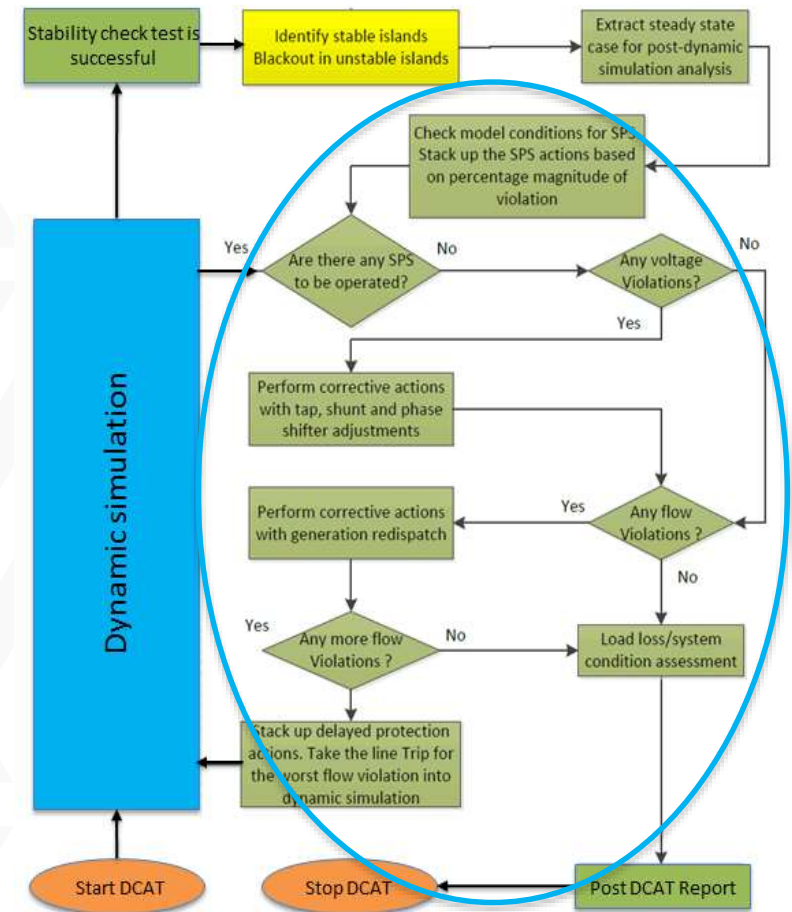 Stability check test is
successful
Identify stable islands
Blackout in unstable islands
Extract steady state
case for post-dynamic
simulation analysis
Check model conditions for SPS
Stack up the SPS actions based
on percentage magnitude of
violation
Yes
Are there any SPS
to be operated?
No
Any voltage
Violations?
No
Yes
Dynamic simulation
Perform corrective actions
with tap, shunt and phase
shifter adjustments
Perform corrective actions
with generation redispatch
Yes
Any flow
Violations ?
No
Yes
Any more flow
Violations ?
No
Load loss/system
condition assessment
Stack up delayed protection
actions. Take the line Trip for
the worst flow violation into
dynamic simulation
Start DCAT
Stop DCAT
Post DCAT Report